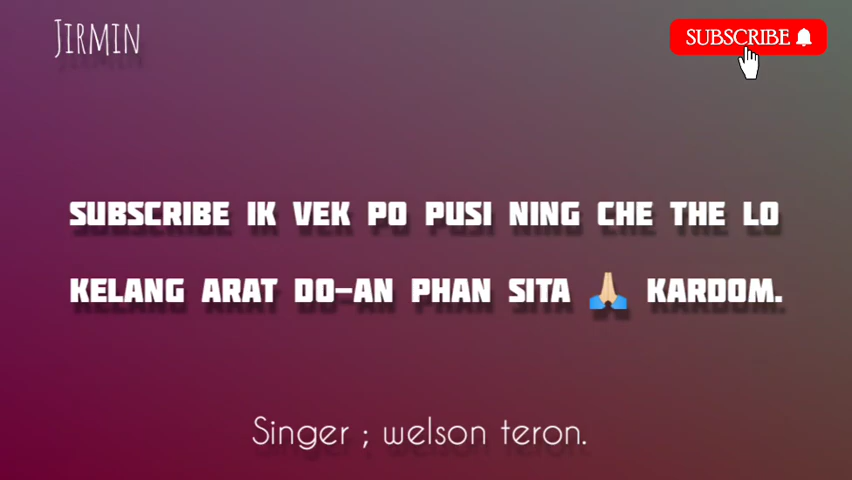 JIRMIN
SUBSCRIBE
SUBSCRIBE IK VEK PO PUSI NING CHE THE LO
KELANG ARAT DO-AN PHAN SITA 🙏🏼 KARDOM.
Singer ; welson teron.